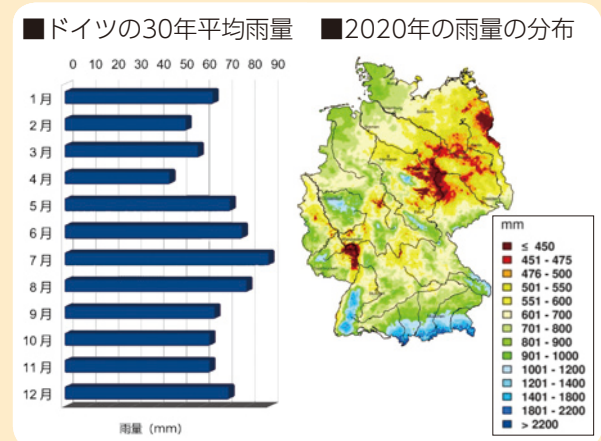 ■ドイツの30年平均雨量
■2020年の雨量の分布
0 10 20 30 40 50 60 70 80 90
1月
2月
3月
4月
5月
6月
7月
8月
9月
10月
11月
12月
雨量（mm）
mm
≤ 450
451 - 475
476 - 500
501 - 550
551 - 600
601 - 700
701 - 800
801 - 900
901 - 1000
1001 - 1200
1201 - 1400
1401 - 1800
1801 - 2200
> 2200